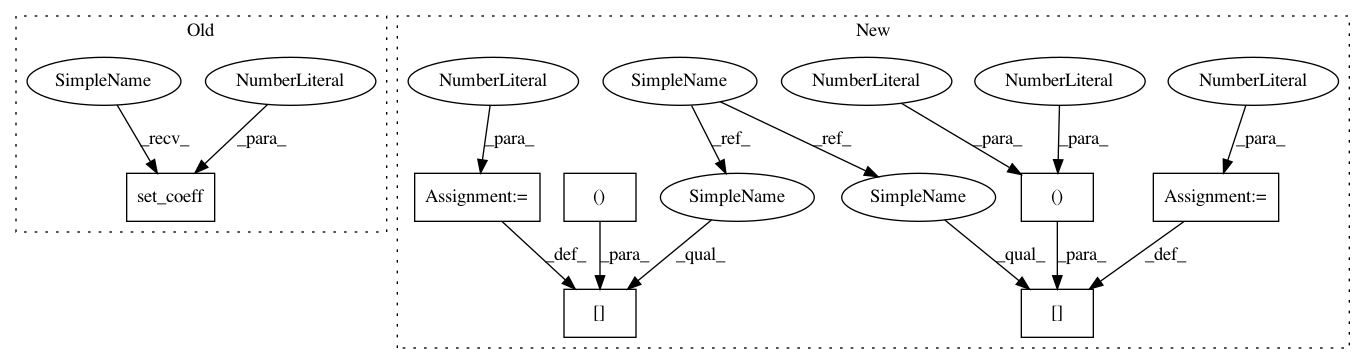 Old
New
SimpleName
NumberLiteral
NumberLiteral
SimpleName
NumberLiteral
NumberLiteral
NumberLiteral
_recv_
_para_
_para_
_ref_
_ref_
_para_
_para_
_para_
set_coeff
Assignment:=
()
SimpleName
SimpleName
()
Assignment:=
_def_
_para_
_qual_
_qual_
_para_
_def_
[]
[]